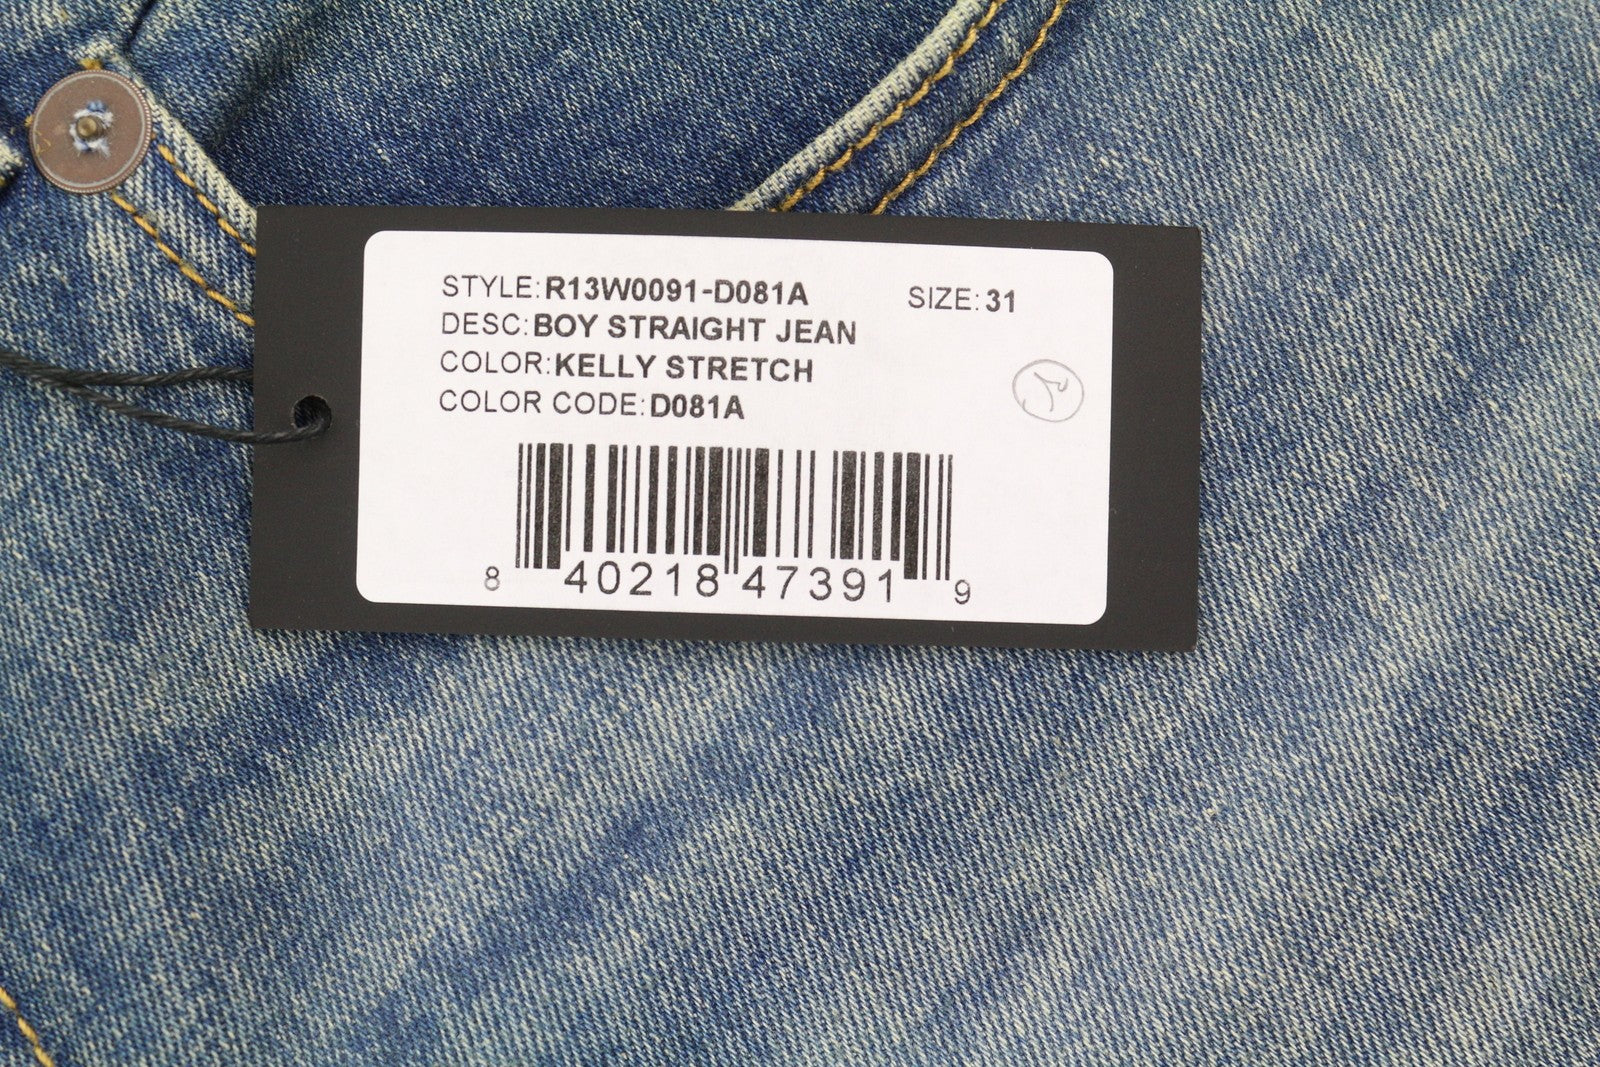 STYLE:R13W0091-D081A SIZE:31
DESC:BOY STRAIGHT JEAN
COLOR:KELLY STRETCH
COLOR CODE:D081A
8 40218 47391 9